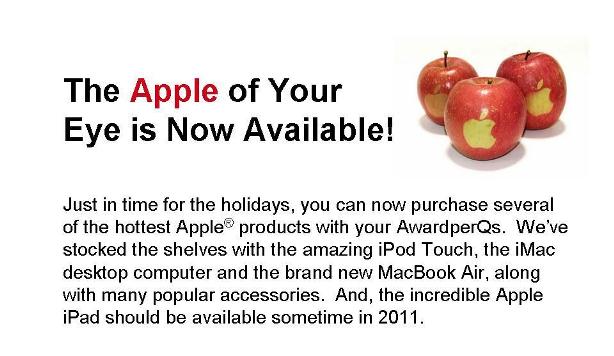 The Apple of Your
Eye is Now Available!
Just in time for the holidays, you can now purchase several
of the hottest Apple® products with your AwardperQs.  We've
stocked the shelves with the amazing iPod Touch, the iMac
desktop computer and the brand new MacBook Air, along
with many popular accessories.  And, the incredible Apple
iPad should be available sometime in 2011.